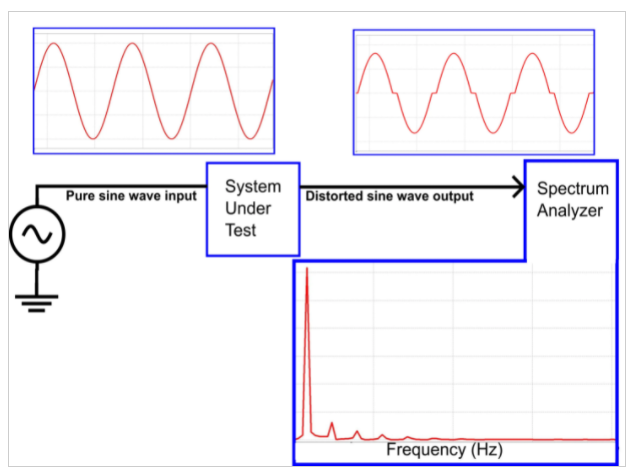 Pure sine wave input
System
Under
Test
Distorted sine wave output
Spectrum
Analyzer
Frequency (Hz)